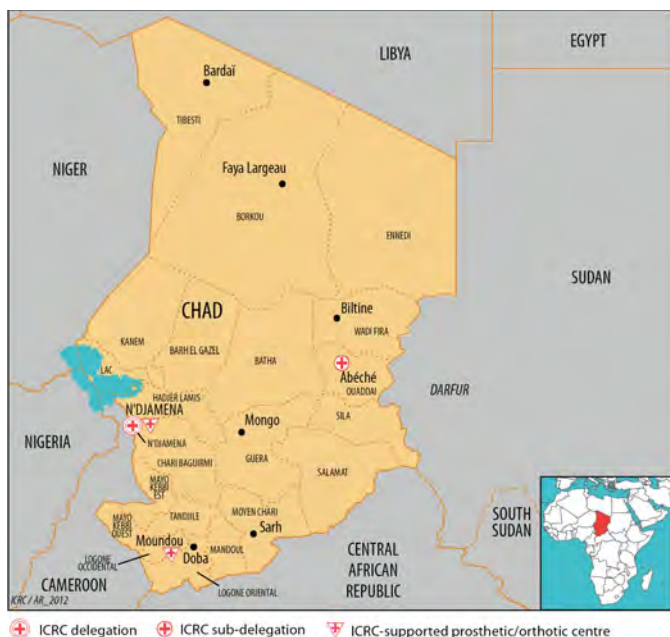 LIBYA
EGYPT
Bardaï
TIBESTI
NIGER
Faya Largeau
BORKOU
ENNEDI
SUDAN
CHAD
Biltine
WADI FIRA
KANEM
BARH EL GAZEL
BATHA
LAC
Abéché
OUADDAI
DARFUR
HADJER LAMIS
N'DJAMENA
SILA
NIGERIA
Mongo
N'DJAMENA
CHARI BAGUIRMI
GUERA
SALAMAT
MAYO
KEBBI
EST
MAYO
KEBBI
OUEST
TANDJILE
MOYEN CHARI
SOUTH
SUDAN
Moundou
Sarh
LOGONE
OCCIDENTAL
Doba
MANDOUL
CENTRAL
AFRICAN
REPUBLIC
CAMEROON
LOGONE ORIENTAL
ICRC / AR_2012
ICRC delegation
ICRC sub-delegation
ICRC-supported prosthetic/orthotic centre